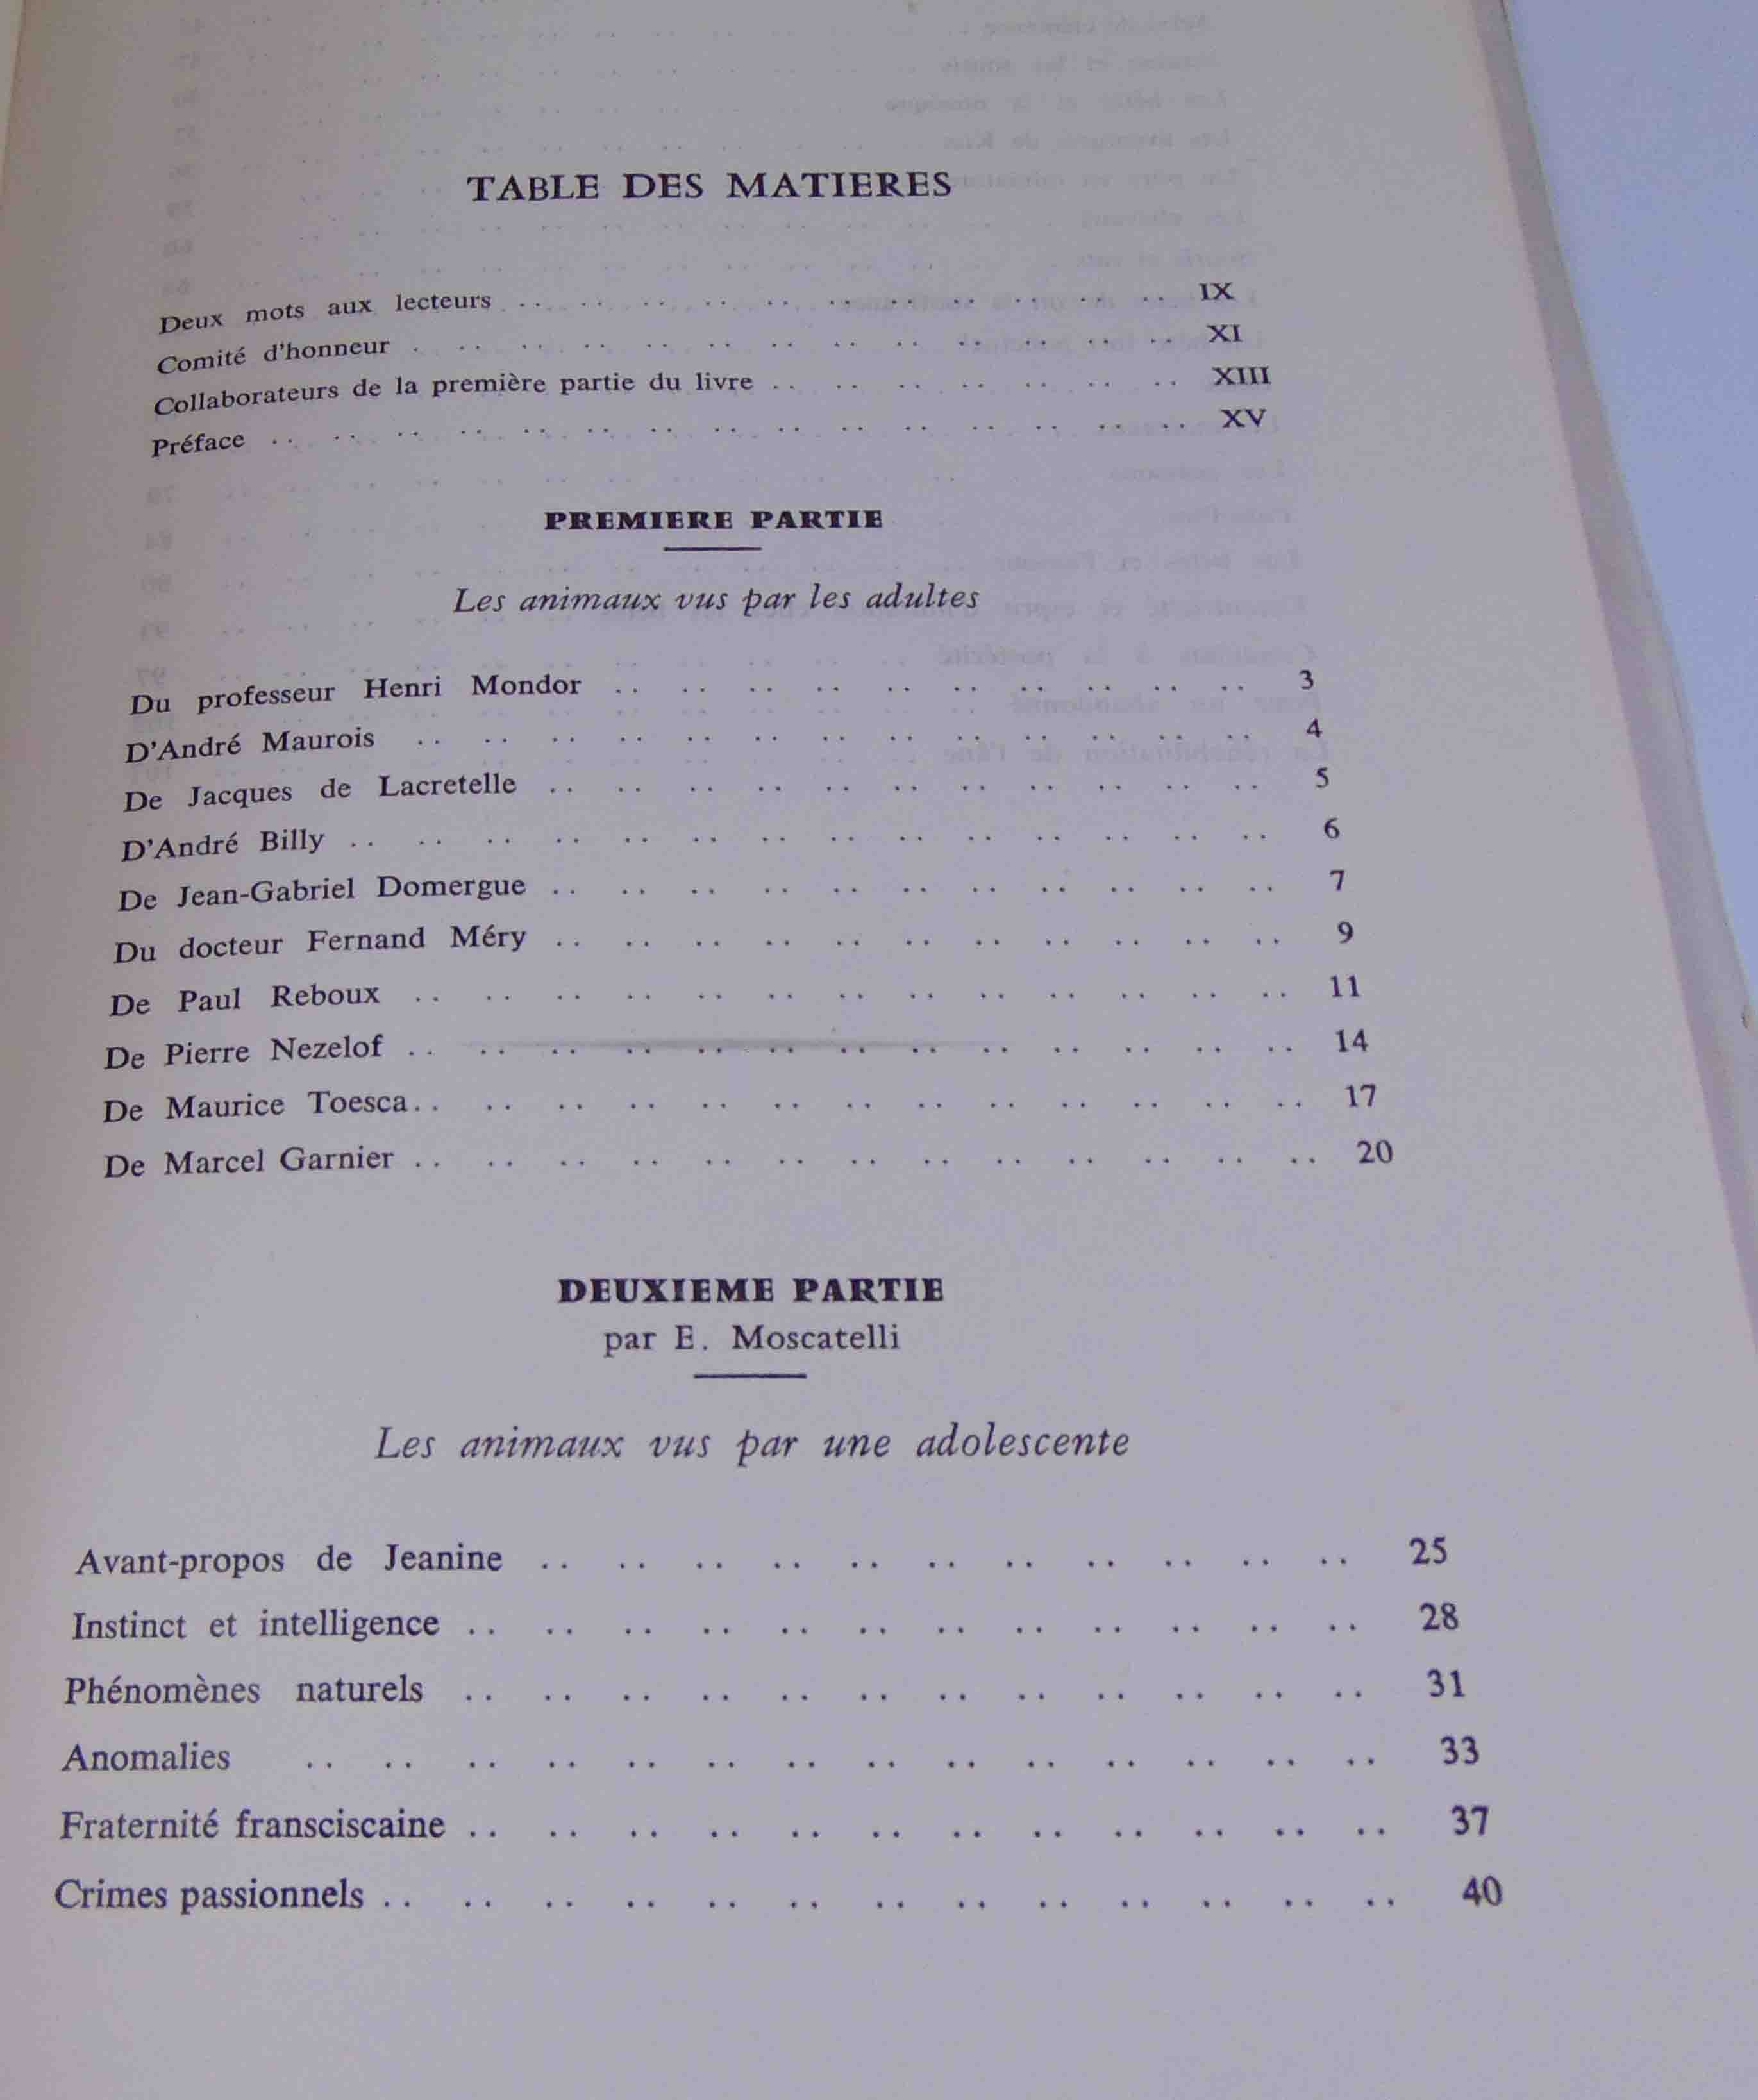 TABLE DES MATIERES
Deux mots aux lecteurs .. .. .. .. .. .. .. .. .. .. .. IX
Comité d'honneur . .. .. .. .. .. .. .. .. .. .. .. . XI
Collaborateurs de la première partie du livre .. .. .. .. .. .. .. XIII
Préface .. .. .. .. .. .. .. .. .. .. .. .. .. .. .. XV
PREMIERE PARTIE
Les animaux vus par les adultes
Du professeur Henri Mondor .. .. .. .. .. .. .. .. .. .. 3
D'André Maurois .. .. .. .. .. .. .. .. .. .. .. .. .. 4
De Jacques de Lacretelle .. .. .. .. .. .. .. .. .. .. .. 5
D'André Billy .. .. .. .. .. .. .. .. .. .. .. .. .. .. 6
De Jean-Gabriel Domergue .. .. .. .. .. .. .. .. .. .. .. 7
Du docteur Fernand Méry .. .. .. .. .. .. .. .. .. .. .. 9
De Paul Reboux .. .. .. .. .. .. .. .. .. .. .. .. .. 11
De Pierre Nezelof .. .. .. .. .. .. .. .. .. .. .. .. .. 14
De Maurice Toesca.. .. .. .. .. .. .. .. .. .. .. .. .. 17
De Marcel Garnier .. .. .. .. .. .. .. .. .. .. .. .. .. 20
DEUXIEME PARTIE
par E. Moscatelli
Les animaux vus par une adolescente
Avant-propos de Jeanine .. .. .. .. .. .. .. .. .. .. .. 25
Instinct et intelligence .. .. .. .. .. .. .. .. .. .. .. .. 28
Phénomènes naturels .. .. .. .. .. .. .. .. .. .. .. .. 31
Anomalies .. .. .. .. .. .. .. .. .. .. .. .. .. .. 33
Fraternité fransciscaine .. .. .. .. .. .. .. .. .. .. .. .. 37
Crimes passionnels .. .. .. .. .. .. .. .. .. .. .. .. .. 40